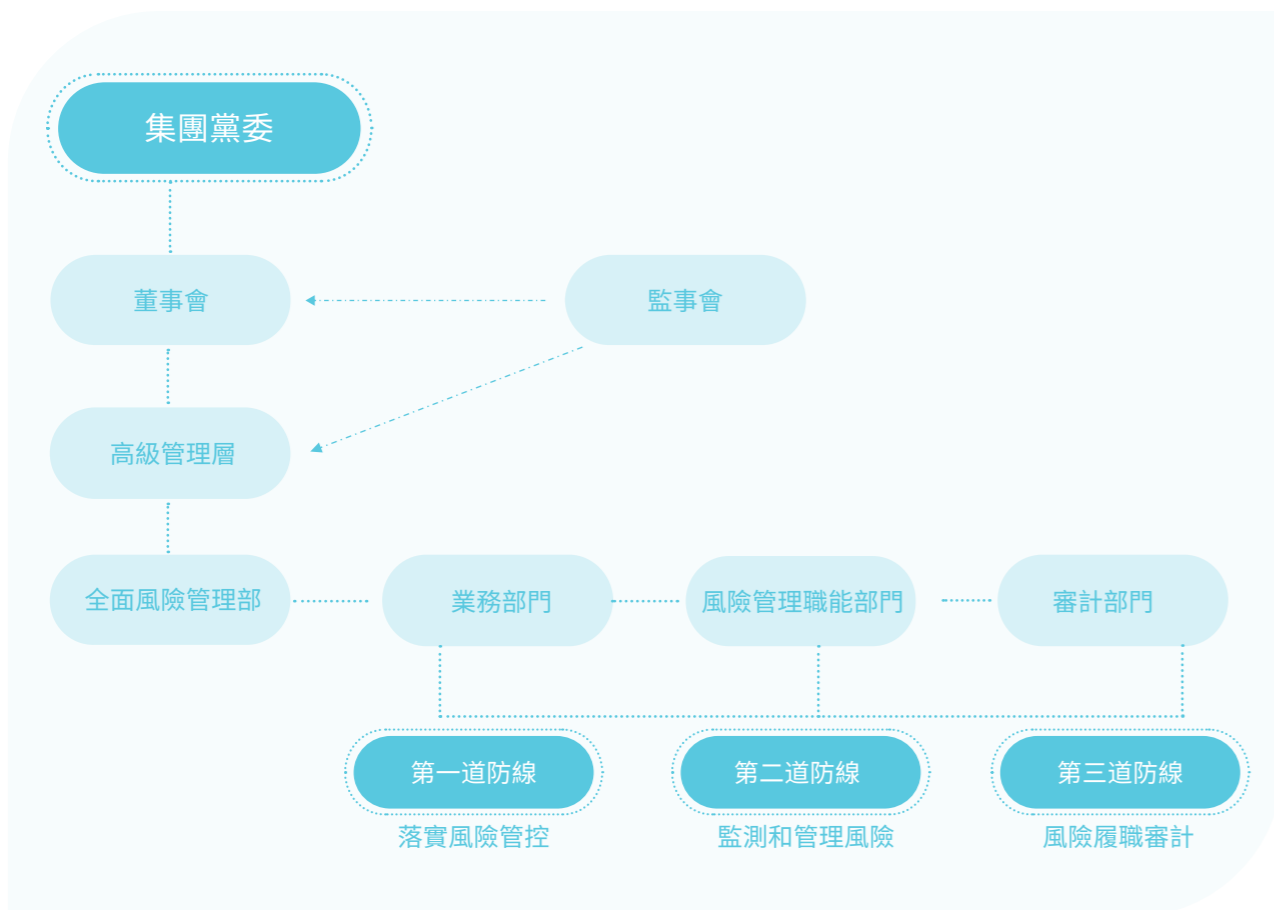 集團黨委
董事會
監事會
高級管理層
全面風險管理部
業務部門
風險管理職能部門
審計部門
第一道防線
第二道防線
第三道防線
落實風險管控
監測和管理風險
風險履職審計